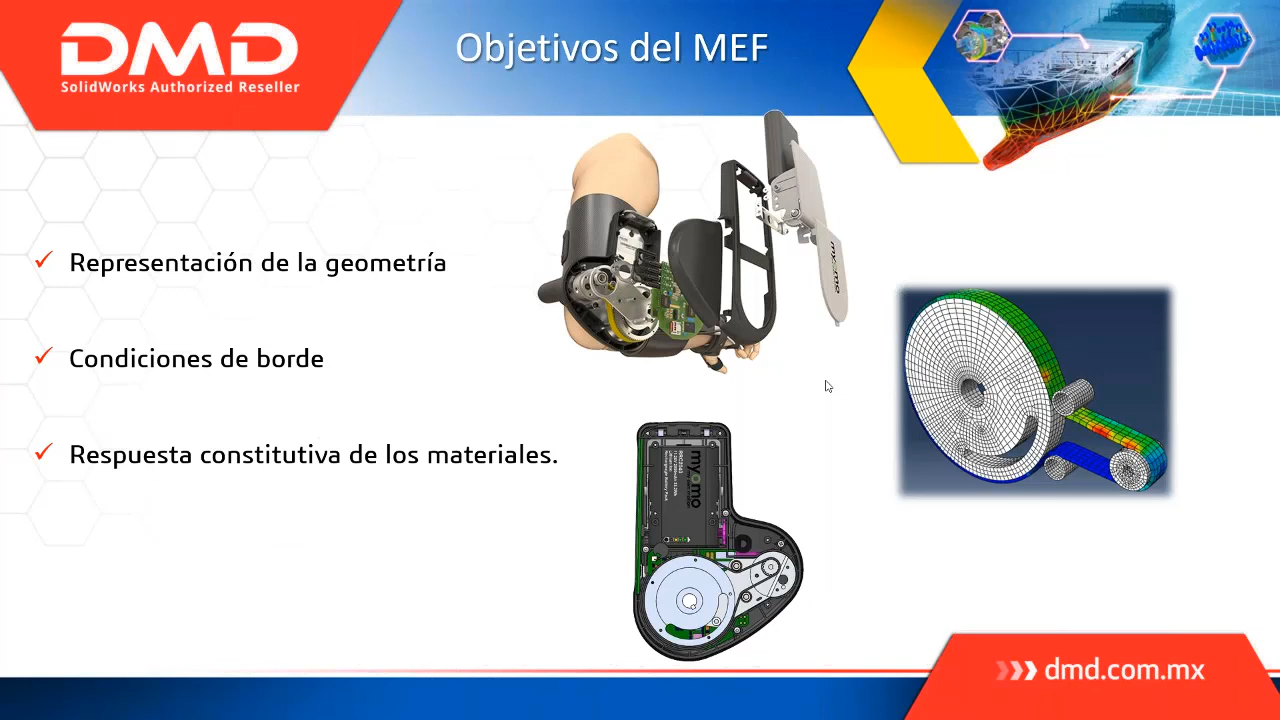 DMD
SolidWorks Authorized Reseller
Objetivos del MEF
Representación de la geometría
Condiciones de borde
Respuesta constitutiva de los materiales.
myomo
myomo
dmd.com.mx